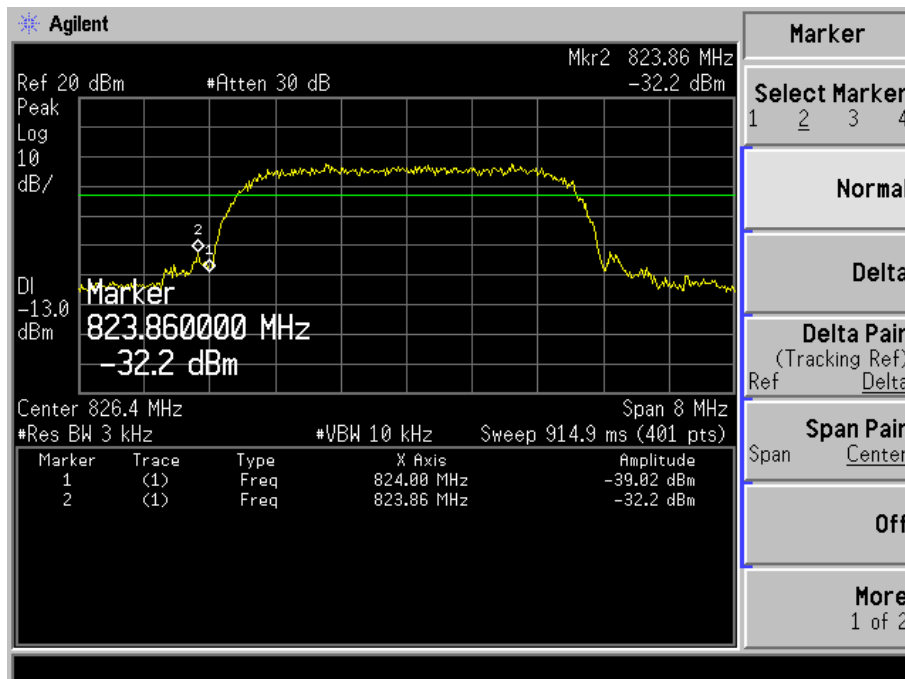 Agilent
Marker
Mkr2 823.86 MHz
Ref 20 dBm #Atten 30 dB -32.2 dBm
Peak
Log
10
dB/
DI
-13.0
dBm
2
1
Marker
823.860000 MHz
-32.2 dBm
Center 826.4 MHz Span 8 MHz
#Res BW 3 kHz #VBW 10 kHz Sweep 914.9 ms (401 pts)
Marker Trace Type X Axis Amplitude
1 (1) Freq 824.00 MHz -39.02 dBm
2 (1) Freq 823.86 MHz -32.2 dBm
Select Marker
1 2 3 4
Normal
Delta
Delta Pair
(Tracking Ref)
Ref Delta
Span Pair
Span Center
Off
More
1 of 2